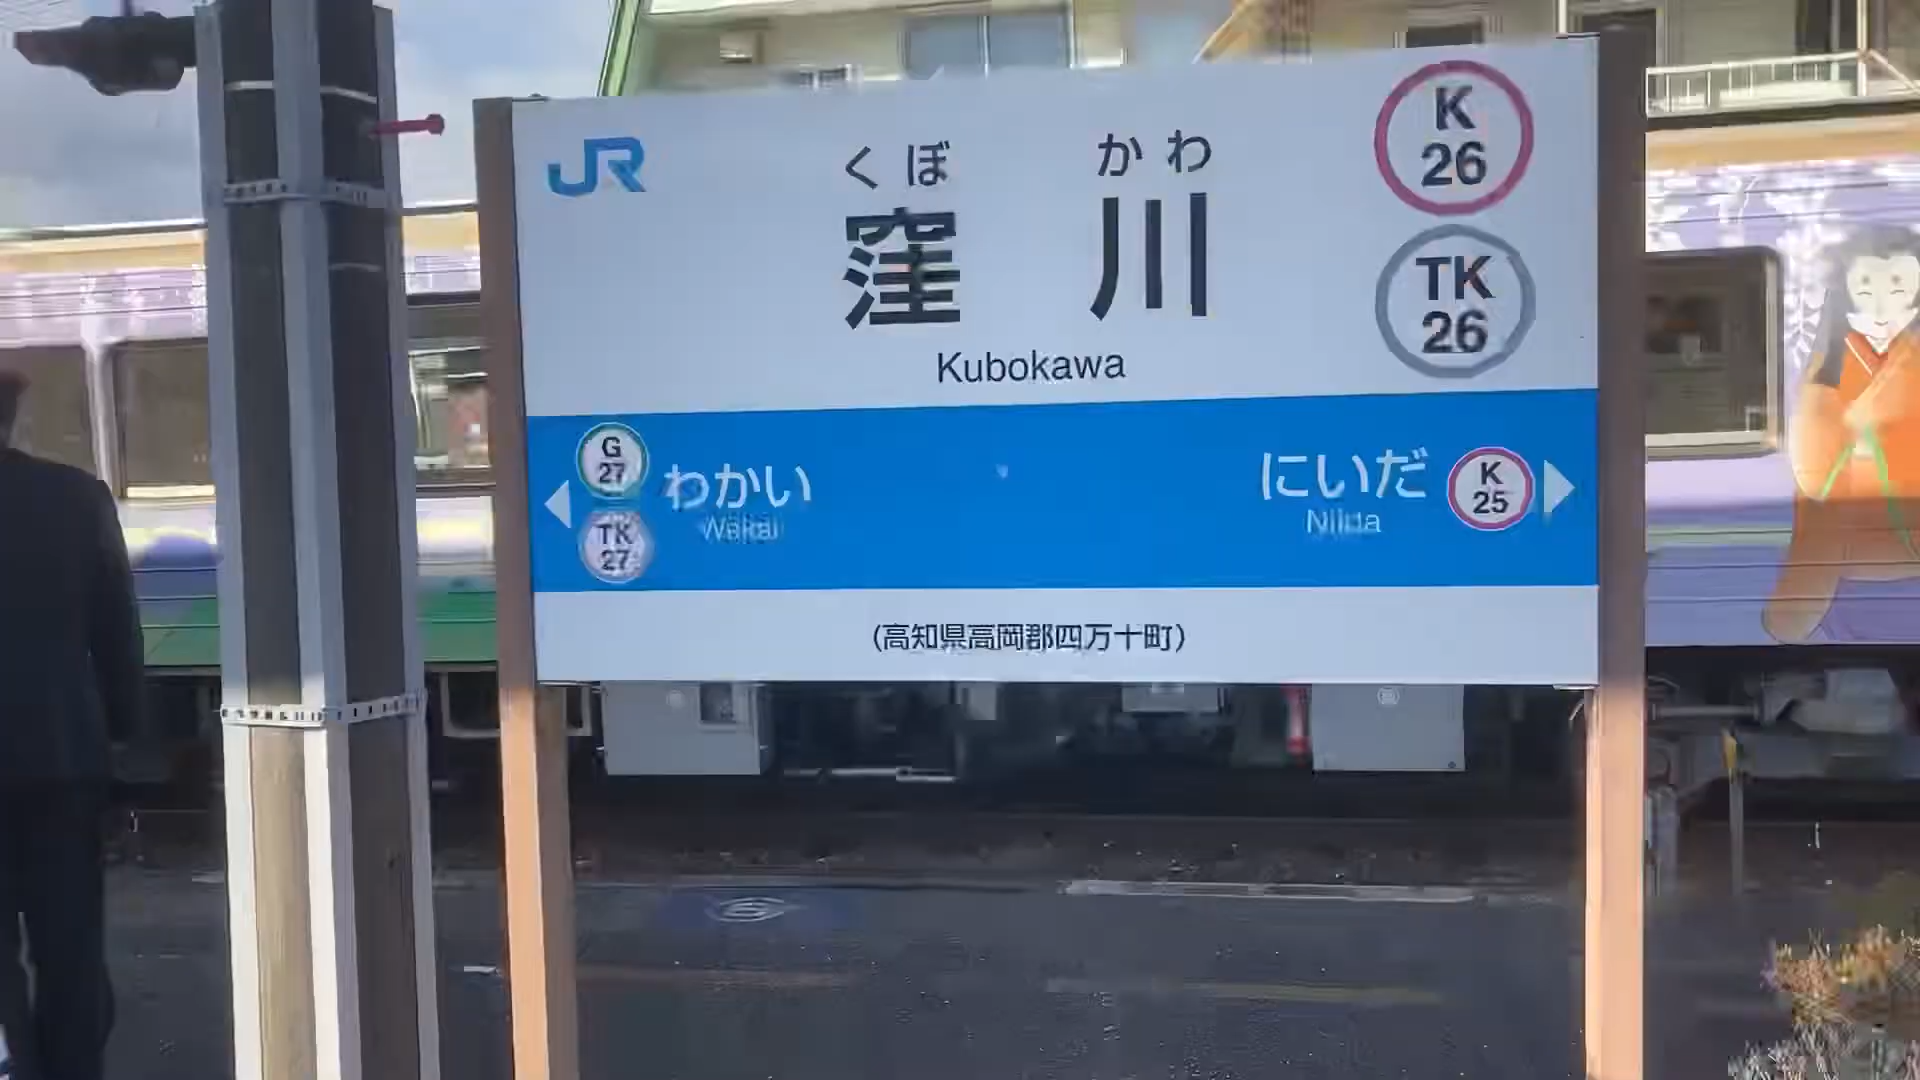 JR
くぼ かわ
窪 川
Kubokawa
K
26
TK
26
G
27
TK
27
わかい
Wakai
にいだ
Niida
K
25
(高知県高岡郡四万十町)